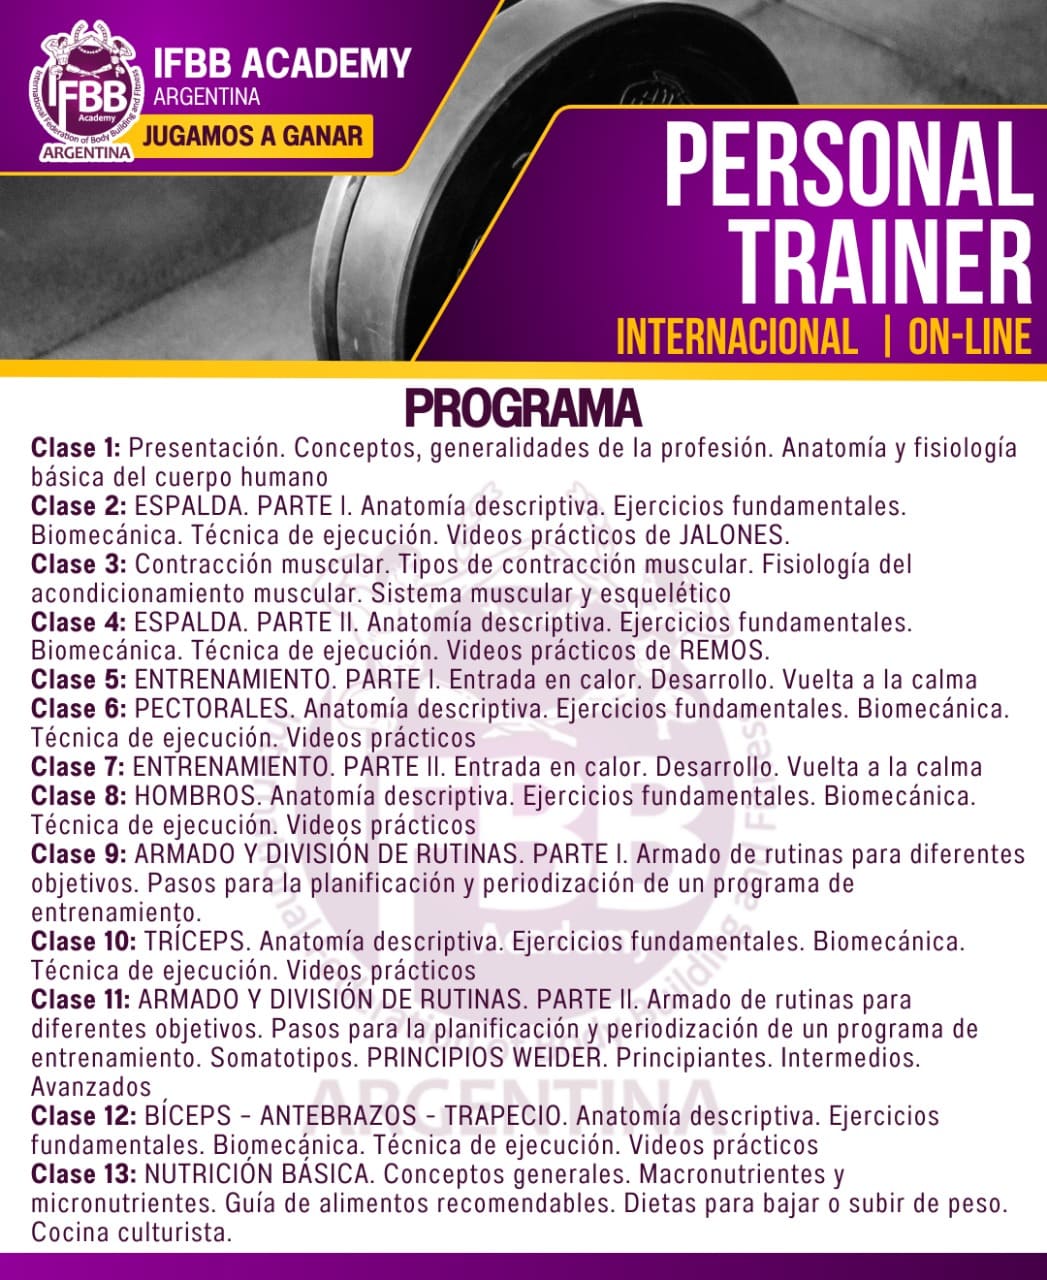 IFBB ACADEMY
ARGENTINA
JUGAMOS A GANAR
International Federation of Body Building and Fitness
IFBB
Academy
ARGENTINA
PERSONAL
TRAINER
INTERNACIONAL | ON-LINE
PROGRAMA
Clase 1: Presentación. Conceptos, generalidades de la profesión. Anatomía y fisiología
básica del cuerpo humano
Clase 2: ESPALDA. PARTE I. Anatomía descriptiva. Ejercicios fundamentales.
Biomecánica. Técnica de ejecución. Videos prácticos de JALONES.
Clase 3: Contracción muscular. Tipos de contracción muscular. Fisiología del
acondicionamiento muscular. Sistema muscular y esquelético
Clase 4: ESPALDA. PARTE II. Anatomía descriptiva. Ejercicios fundamentales.
Biomecánica. Técnica de ejecución. Videos prácticos de REMOS.
Clase 5: ENTRENAMIENTO. PARTE I. Entrada en calor. Desarrollo. Vuelta a la calma
Clase 6: PECTORALES. Anatomía descriptiva. Ejercicios fundamentales. Biomecánica.
Técnica de ejecución. Videos prácticos
Clase 7: ENTRENAMIENTO. PARTE II. Entrada en calor. Desarrollo. Vuelta a la calma
Clase 8: HOMBROS. Anatomía descriptiva. Ejercicios fundamentales. Biomecánica.
Técnica de ejecución. Videos prácticos
Clase 9: ARMADO Y DIVISIÓN DE RUTINAS. PARTE I. Armado de rutinas para diferentes
objetivos. Pasos para la planificación y periodización de un programa de
entrenamiento.
Clase 10: TRÍCEPS. Anatomía descriptiva. Ejercicios fundamentales. Biomecánica.
Técnica de ejecución. Videos prácticos
Clase 11: ARMADO Y DIVISIÓN DE RUTINAS. PARTE II. Armado de rutinas para
diferentes objetivos. Pasos para la planificación y periodización de un programa de
entrenamiento. Somatotipos. PRINCIPIOS WEIDER. Principiantes. Intermedios.
Avanzados
Clase 12: BÍCEPS – ANTEBRAZOS - TRAPECIO. Anatomía descriptiva. Ejercicios
fundamentales. Biomecánica. Técnica de ejecución. Videos prácticos
Clase 13: NUTRICIÓN BÁSICA. Conceptos generales. Macronutrientes y
micronutrientes. Guía de alimentos recomendables. Dietas para bajar o subir de peso.
Cocina culturista.